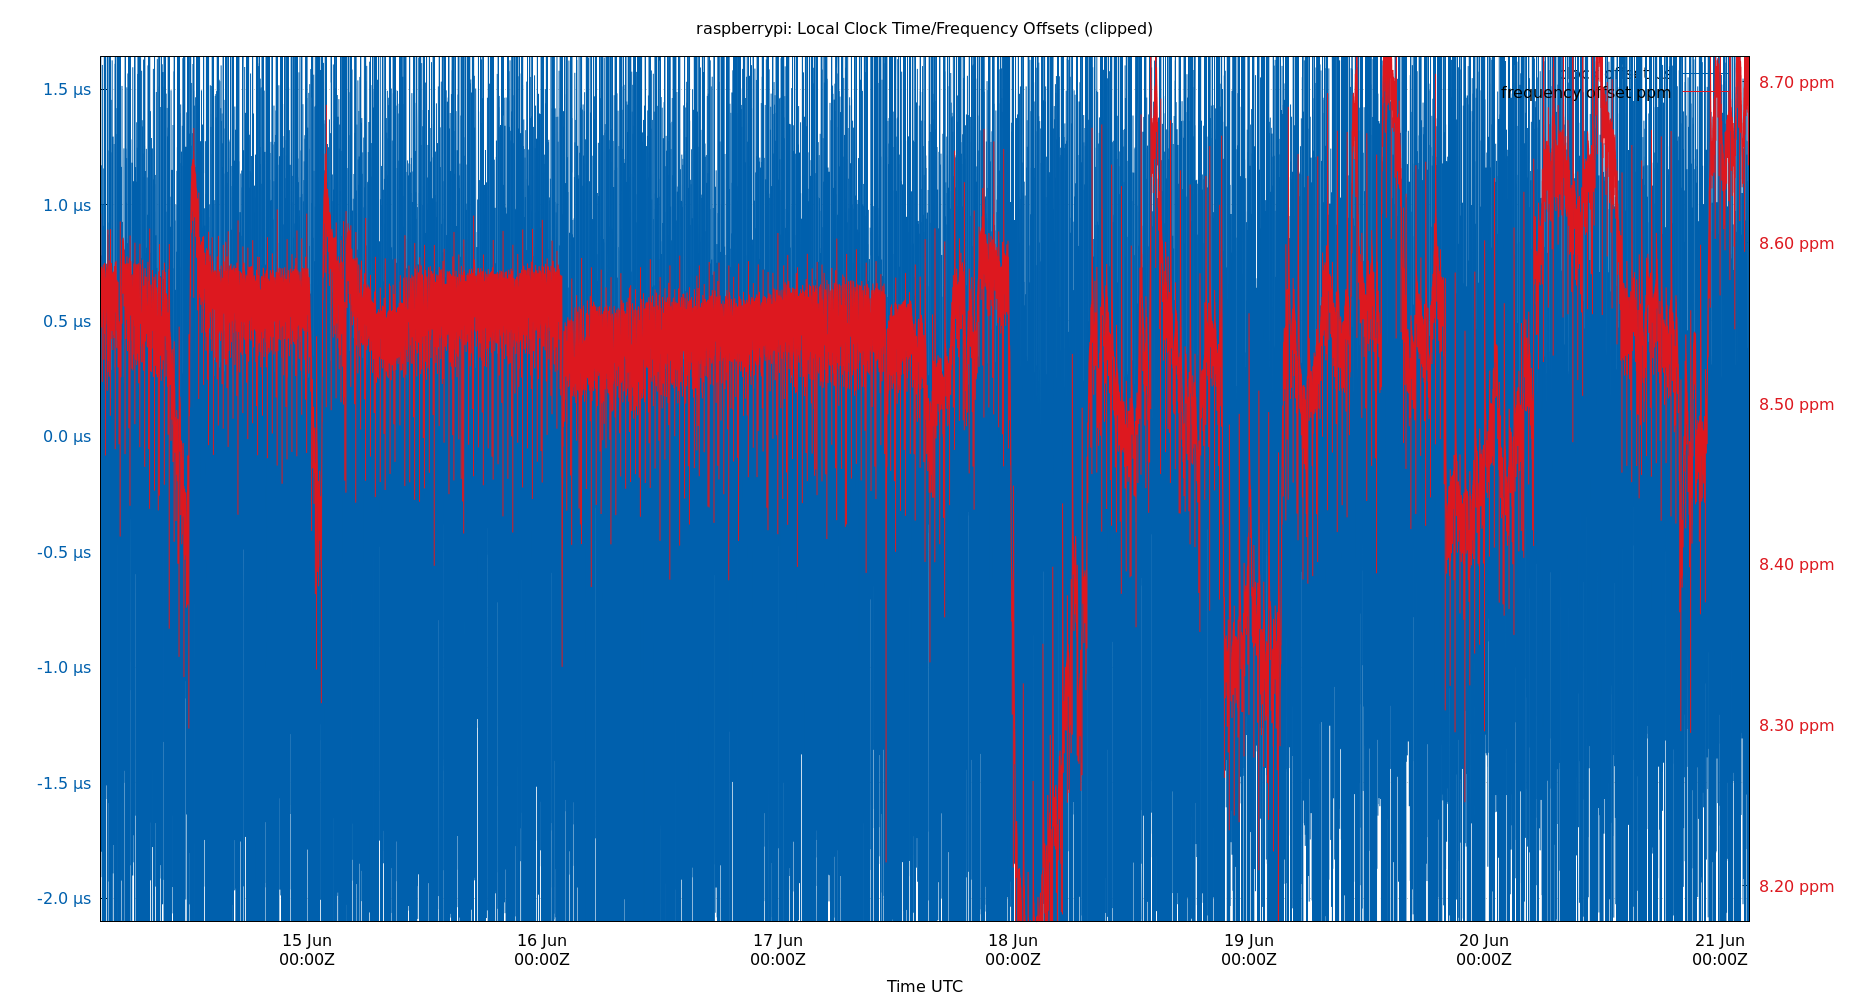 raspberrypi: Local Clock Time/Frequency Offsets (clipped)
1.5 µs
1.0 µs
0.5 µs
0.0 µs
-0.5 µs
-1.0 µs
-1.5 µs
-2.0 µs
clock offset µs
frequency offset ppm
8.70 ppm
8.60 ppm
8.50 ppm
8.40 ppm
8.30 ppm
8.20 ppm
15 Jun
00:00Z
16 Jun
00:00Z
17 Jun
00:00Z
18 Jun
00:00Z
19 Jun
00:00Z
20 Jun
00:00Z
21 Jun
00:00Z
Time UTC